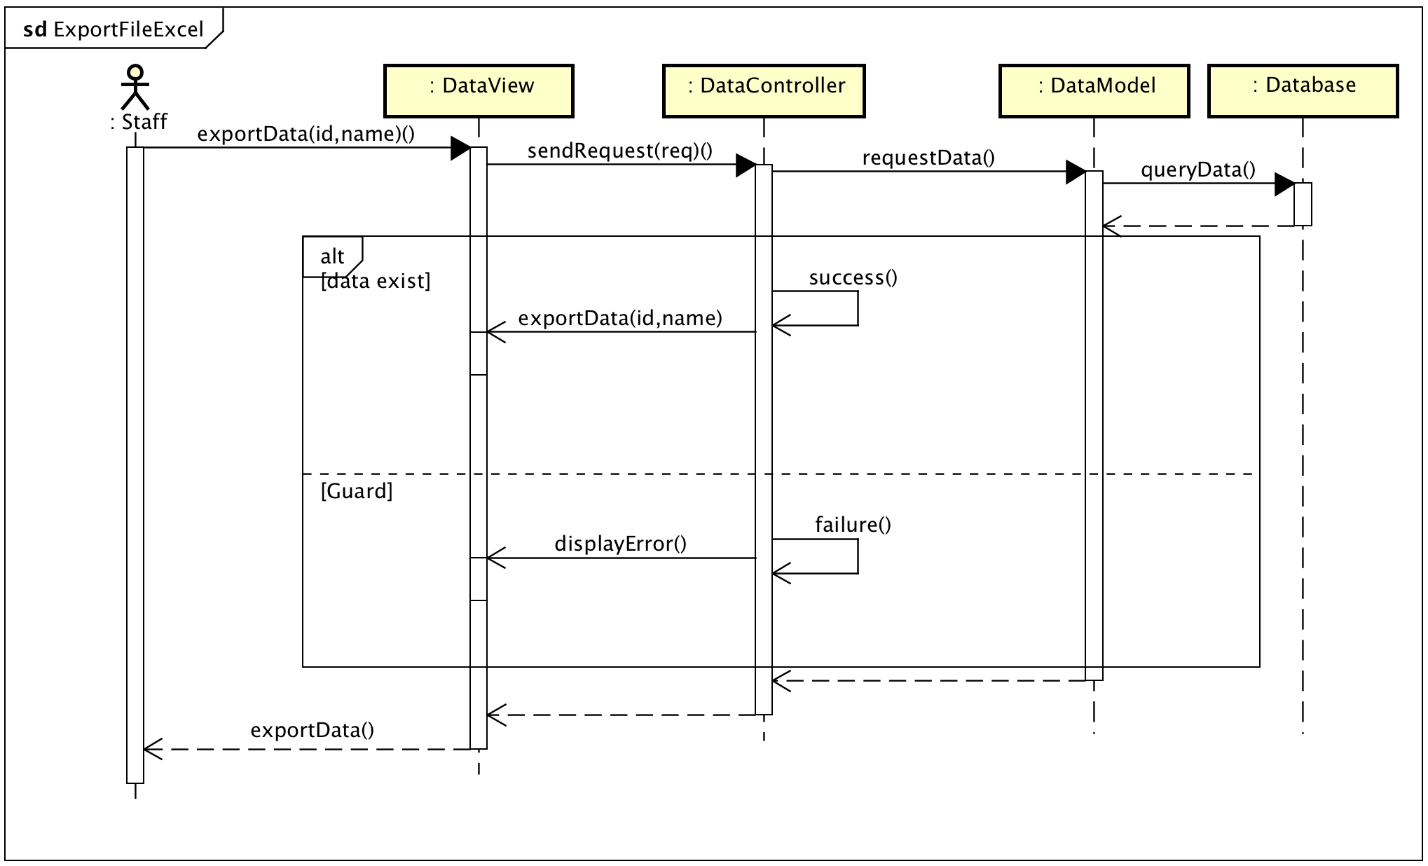 sd ExportFileExcel
: Staff
: DataView
: DataController
: DataModel
: Database
exportData(id,name)()
sendRequest(req)()
requestData()
queryData()
alt
[data exist]
success()
exportData(id,name)
[Guard]
failure()
displayError()
exportData()